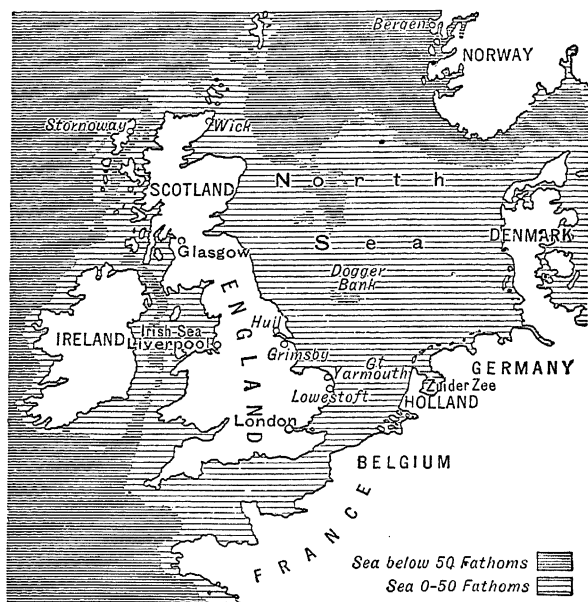 Bergen
NORWAY
Stornoway
Wick
SCOTLAND
North
Sea
DENMARK
Glasgow
Dogger
Bank
ENGLAND
Hull
IRELAND
Irish-Sea
Liverpool
Grimsby
Gt
Yarmouth
GERMANY
Zuider Zee
Lowestoft
HOLLAND
London
BELGIUM
FRANCE
Sea below 50 Fathoms
Sea 0-50 Fathoms